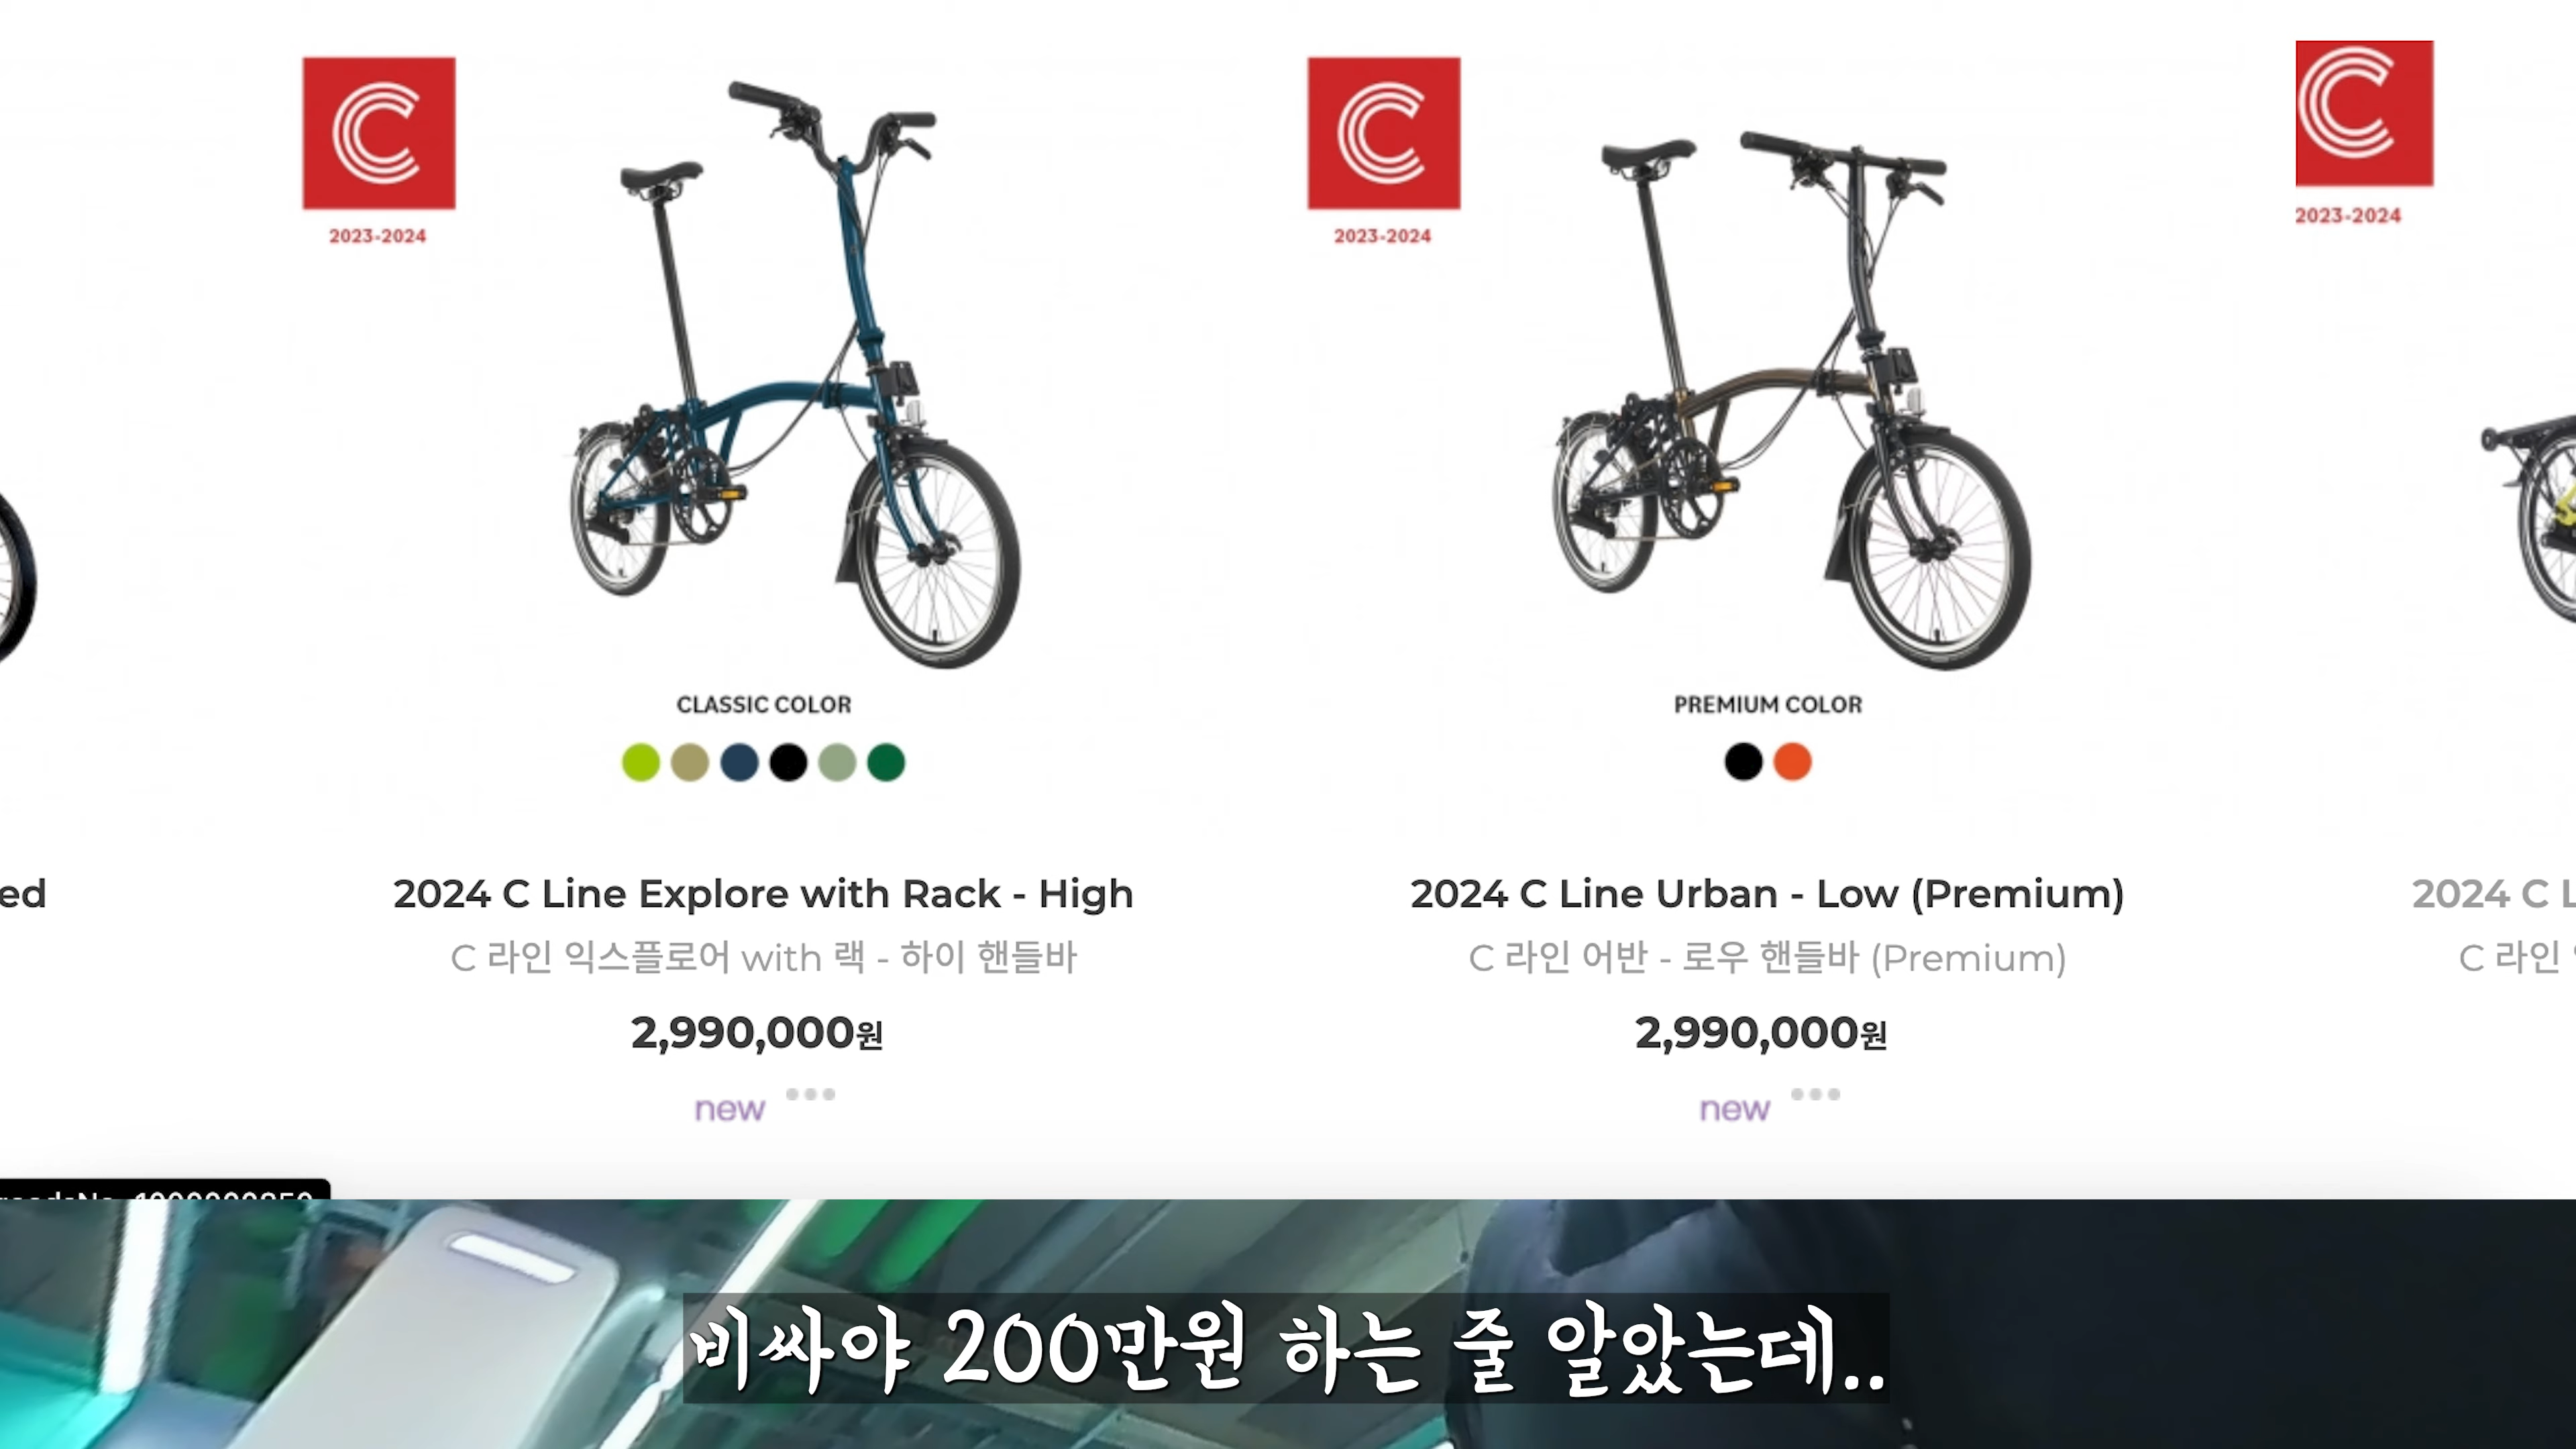 2023-2024
2023-2024
2023-2024
CLASSIC COLOR
PREMIUM COLOR
ed
2024 C Line Explore with Rack - High
C 라인 익스플로어 with 랙 - 하이 핸들바
2,990,000원
new
2024 C Line Urban - Low (Premium)
C 라인 어반 - 로우 핸들바 (Premium)
2,990,000원
new
2024 C L
C 라인
비싸야 200만원 하는 줄 알았는데..